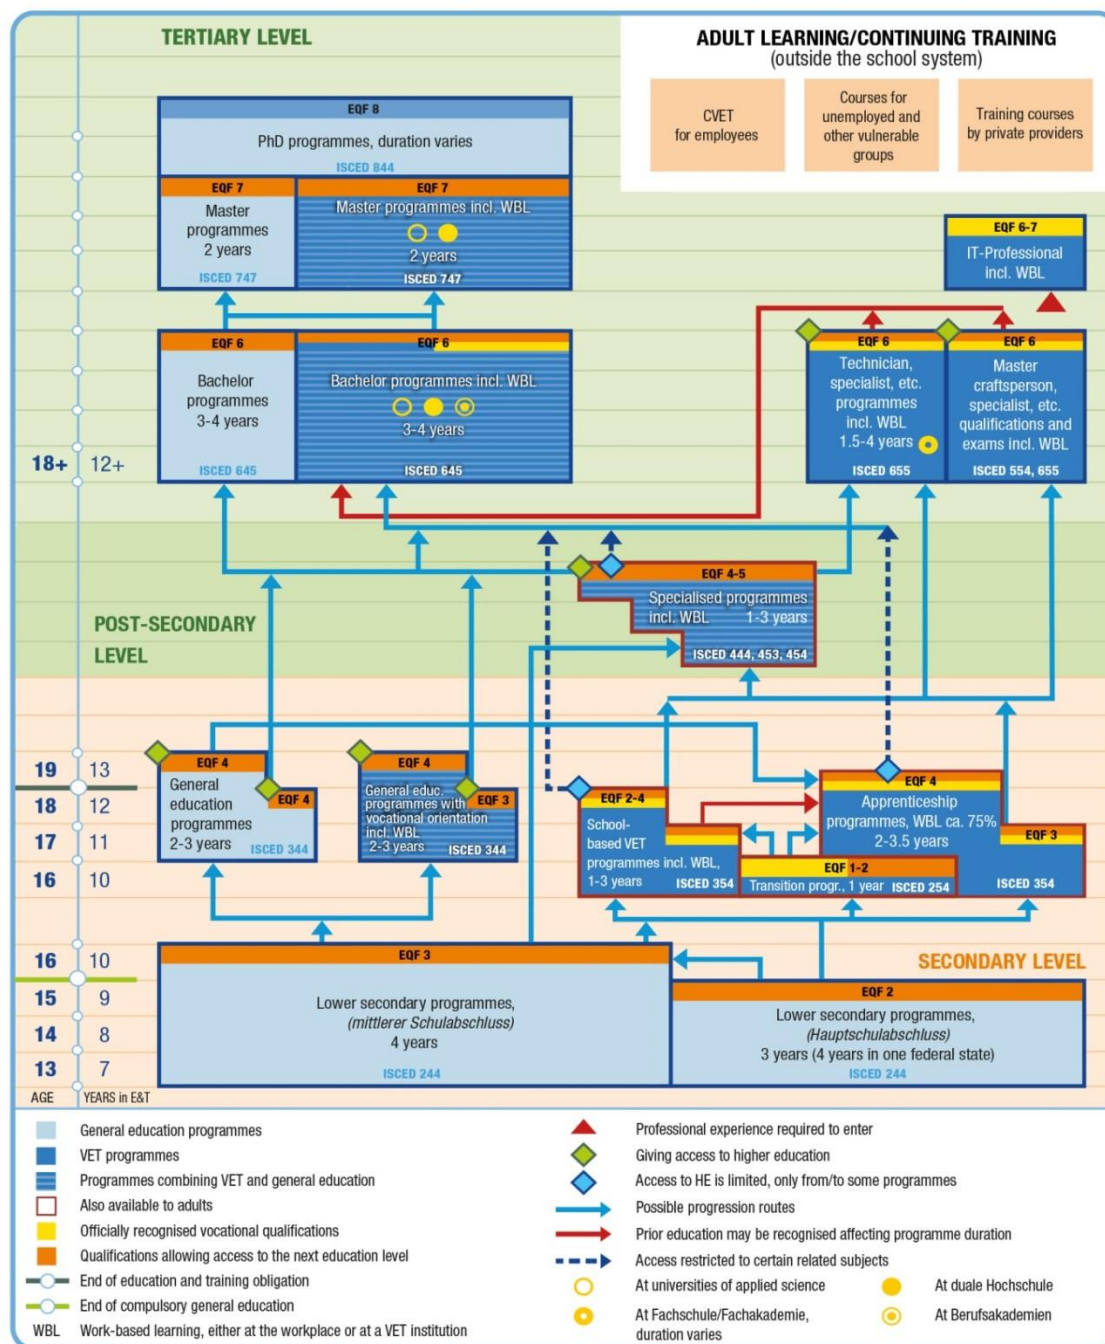 TERTIARY LEVEL
ADULT LEARNING/CONTINUING TRAINING
(outside the school system)
CVET
for employees
Courses for
unemployed and
other vulnerable
groups
Training courses
by private providers
EQF 8
PhD programmes, duration varies
ISCED 844
EQF 7
Master
programmes
2 years
ISCED 747
EQF 7
Master programmes incl. WBL
2 years
ISCED 747
EQF 6-7
IT-Professional
incl. WBL
EQF 6
Bachelor
programmes
3-4 years
ISCED 645
EQF 6
Bachelor programmes incl. WBL
3-4 years
ISCED 645
EQF 6
Technician,
specialist, etc.
programmes
incl. WBL
1.5-4 years
ISCED 655
EQF 6
Master
craftsperson,
specialist, etc.
qualifications and
exams incl. WBL
ISCED 554, 655
18+ 12+
POST-SECONDARY
LEVEL
EQF 4-5
Specialised programmes
incl. WBL 1-3 years
ISCED 444, 453, 454
19 13
18 12
17 11
16 10
EQF 4
General
education
programmes
2-3 years
EQF 4
ISCED 344
EQF 4
General educ.
programmes with
vocational orientation
incl. WBL
2-3 years
EQF 3
ISCED 344
EQF 2-4
School-
based VET
programmes incl. WBL,
1-3 years
ISCED 354
EQF 4
Apprenticeship
programmes, WBL ca. 75%
2-3.5 years
EQF 3
ISCED 354
EQF 1-2
Transition progr., 1 year ISCED 254
SECONDARY LEVEL
16 10
15 9
14 8
13 7
AGE YEARS in E&T
EQF 3
Lower secondary programmes,
(mittlerer Schulabschluss)
4 years
ISCED 244
EQF 2
Lower secondary programmes,
(Hauptschulabschluss)
3 years (4 years in one federal state)
ISCED 244
General education programmes
VET programmes
Programmes combining VET and general education
Also available to adults
Officially recognised vocational qualifications
Qualifications allowing access to the next education level
End of education and training obligation
End of compulsory general education
WBL Work-based learning, either at the workplace or at a VET institution
Professional experience required to enter
Giving access to higher education
Access to HE is limited, only from/to some programmes
Possible progression routes
Prior education may be recognised affecting programme duration
Access restricted to certain related subjects
At universities of applied science
At duale Hochschule
At Fachschule/Fachakademie,
duration varies
At Berufsakademien